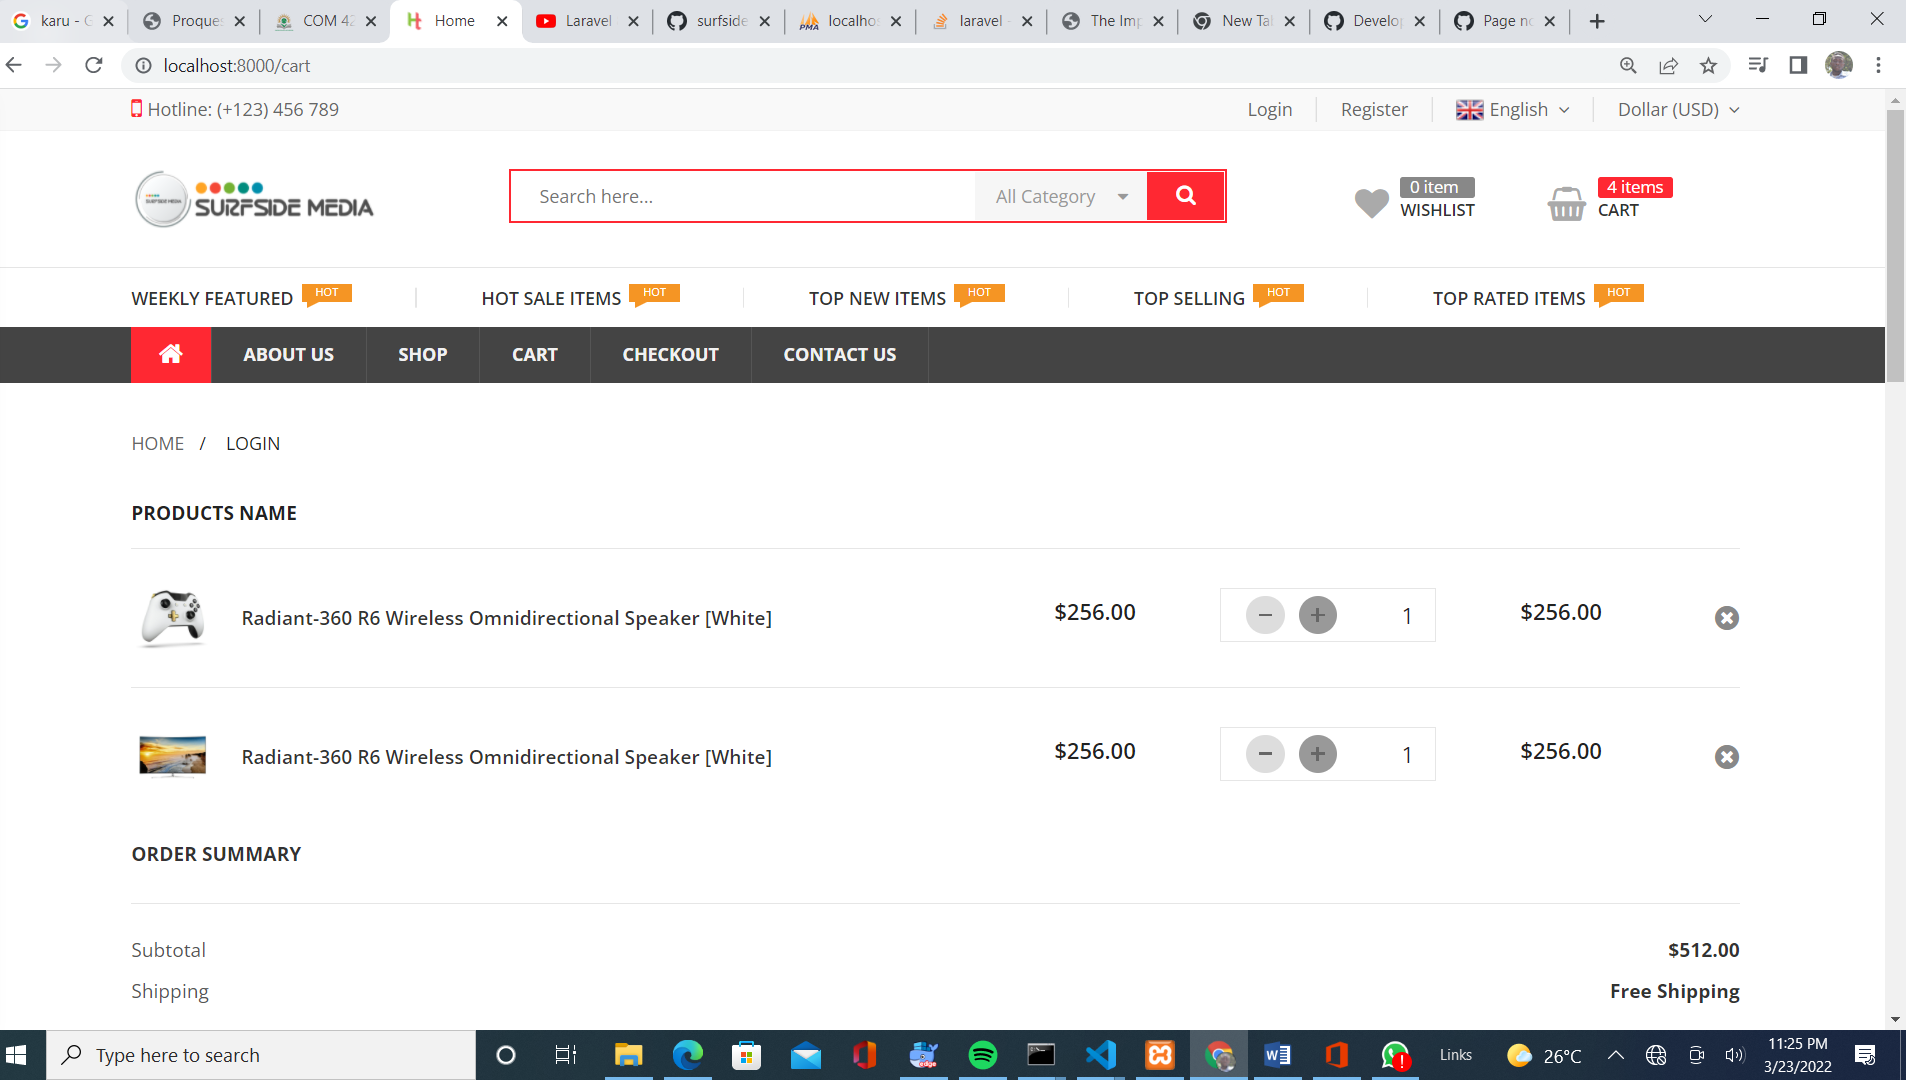 karu - G
Proques
COM 42
Home
Laravel
surfside
localhos
laravel -
The Imp
New Tab
Develop
Page no
localhost:8000/cart
Hotline: (+123) 456 789
Login
Register
English
Dollar (USD)
SURFSIDE MEDIA
Search here...
All Category
0 item
WISHLIST
4 items
CART
WEEKLY FEATURED HOT
HOT SALE ITEMS HOT
TOP NEW ITEMS HOT
TOP SELLING HOT
TOP RATED ITEMS HOT
ABOUT US
SHOP
CART
CHECKOUT
CONTACT US
HOME / LOGIN
PRODUCTS NAME
Radiant-360 R6 Wireless Omnidirectional Speaker [White] $256.00 1 $256.00
Radiant-360 R6 Wireless Omnidirectional Speaker [White] $256.00 1 $256.00
ORDER SUMMARY
Subtotal $512.00
Shipping Free Shipping
Type here to search
Links
26°C
11:25 PM
3/23/2022